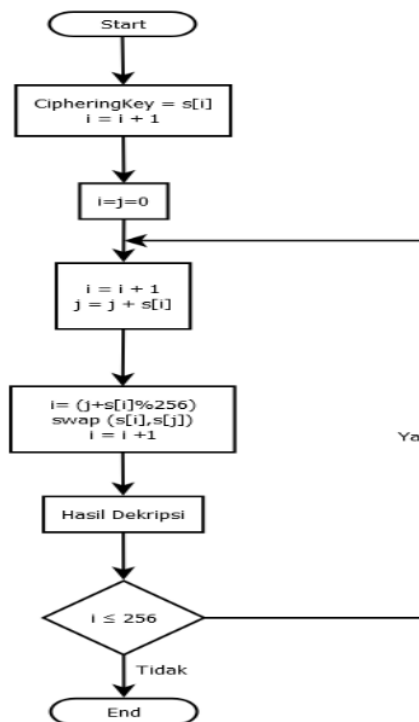 Start
CipheringKey = s[i]
i = i + 1
i=j=0
i = i + 1
j = j + s[i]
i= (j+s[i]%256)
swap (s[i],s[j])
i = i +1
Ya
Hasil Dekripsi
i ≤ 256
Tidak
End